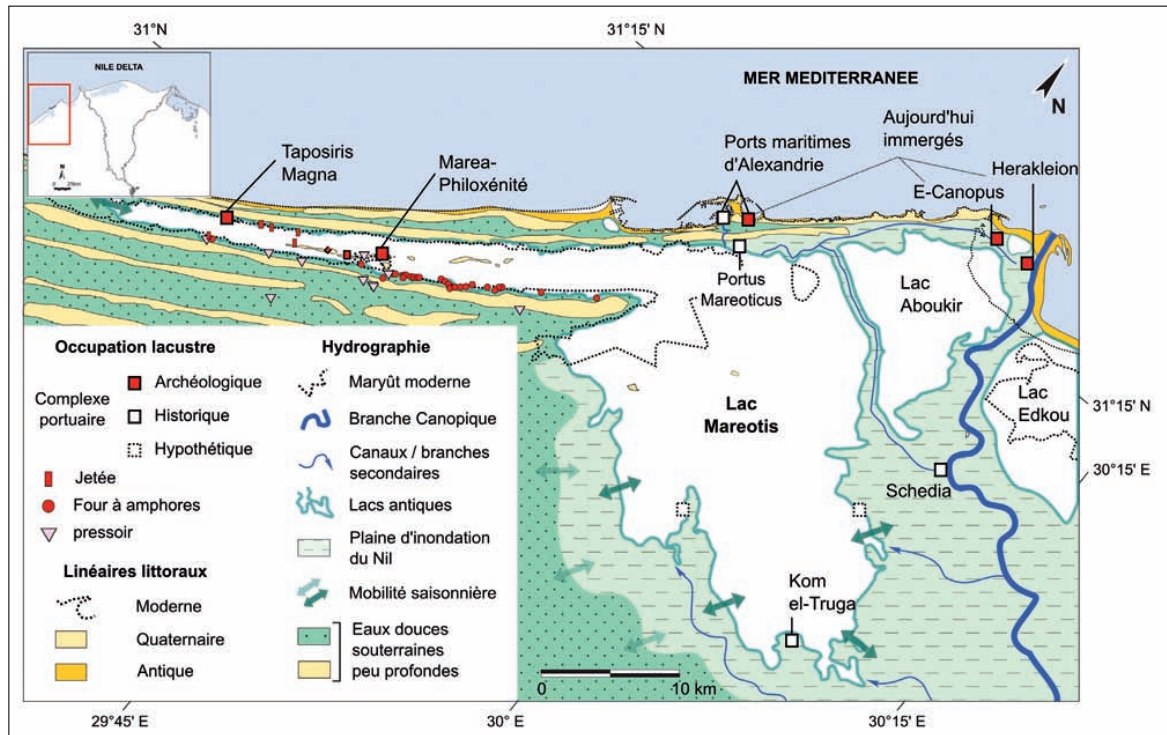 31°N
31°15' N
NILE DELTA
N
0 25km
MER MEDITERRANEE
N
Aujourd'hui
immergés
Ports maritimes
d'Alexandrie
Herakleion
E-Canopus
Taposiris
Magna
Marea-
Philoxénité
Portus
Mareoticus
Lac
Aboukir
Lac
Mareotis
Lac
Edkou
31°15' N
30°15' E
Schedia
Kom
el-Truga
0 10 km
Occupation lacustre
Complexe
portuaire
Archéologique
Historique
Hypothétique
Jetée
Four à amphores
pressoir
Linéaires littoraux
Moderne
Quaternaire
Antique
Hydrographie
Maryût moderne
Branche Canopique
Canaux / branches
secondaires
Lacs antiques
Plaine d'inondation
du Nil
Mobilité saisonnière
Eaux douces
souterraines
peu profondes
29°45' E
30° E
30°15' E